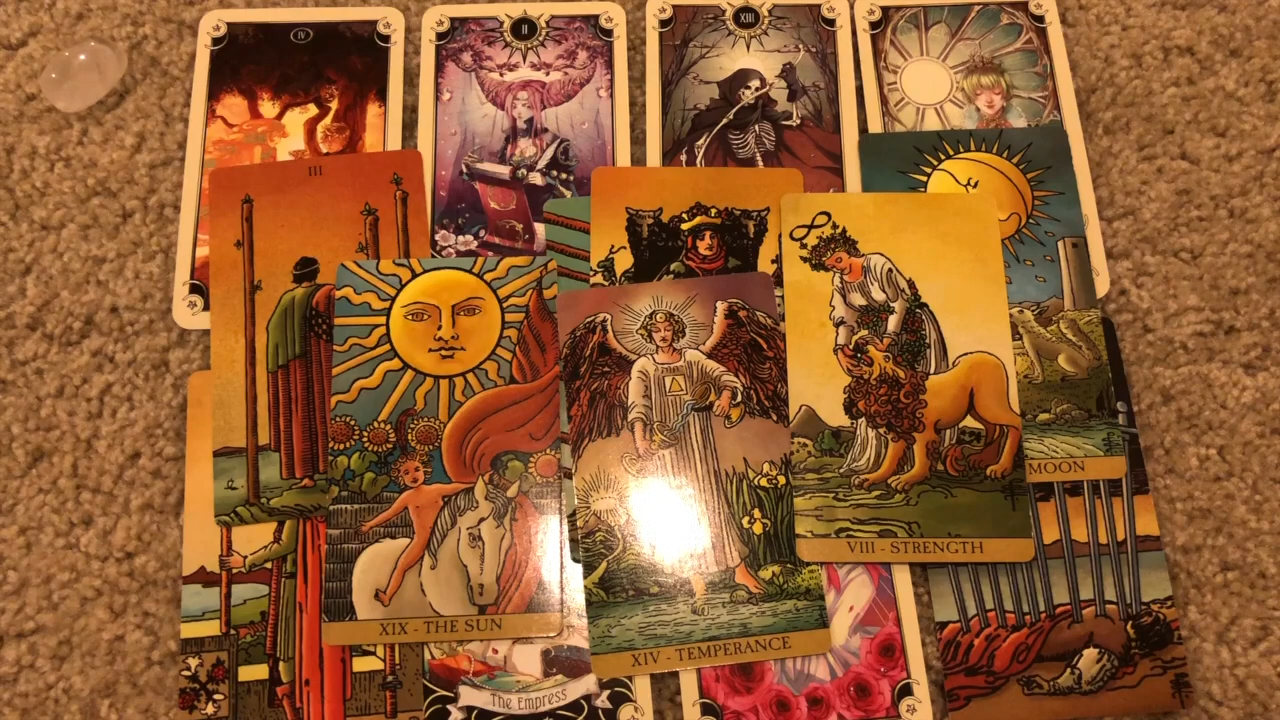 IV
II
XIII
III
XIX - THE SUN
XIV - TEMPERANCE
VIII - STRENGTH
MOON
The Empress